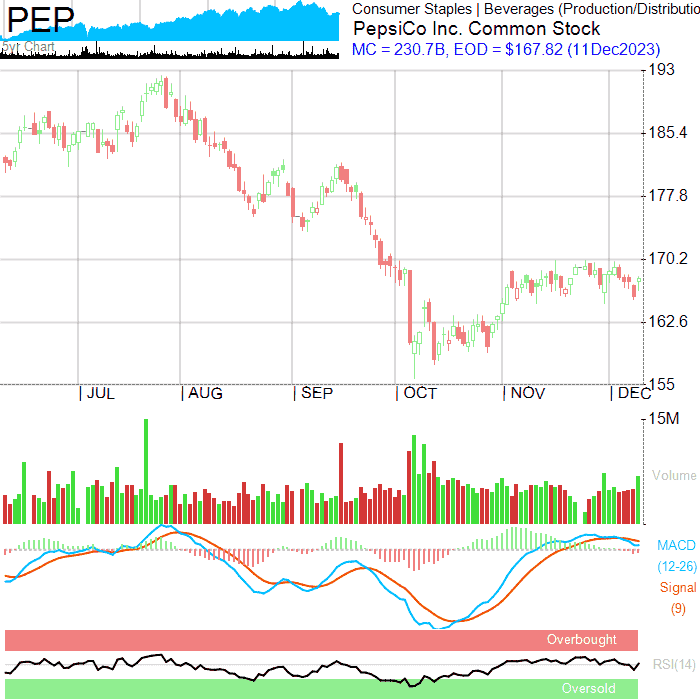 PEP
5yr Chart
Consumer Staples | Beverages (Production/Distributio
PepsiCo Inc. Common Stock
MC = 230.7B, EOD = $167.82 (11Dec2023)
193
185.4
177.8
170.2
162.6
155
JUL AUG SEP OCT NOV DEC
15M
Volume
MACD
(12-26)
Signal
(9)
Overbought
RSI(14)
Oversold